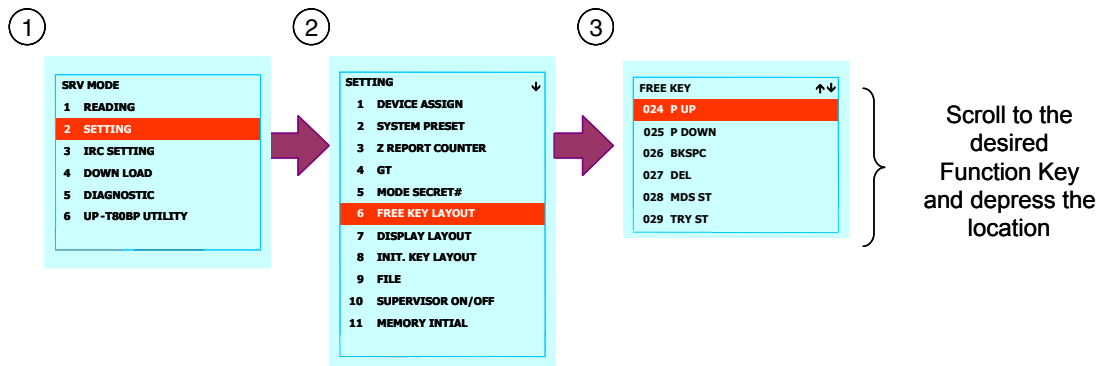 1
SRV MODE
1 READING
2 SETTING
3 IRC SETTING
4 DOWN LOAD
5 DIAGNOSTIC
6 UP-T80BP UTILITY
2
SETTING ↓
1 DEVICE ASSIGN
2 SYSTEM PRESET
3 Z REPORT COUNTER
4 GT
5 MODE SECRET#
6 FREE KEY LAYOUT
7 DISPLAY LAYOUT
8 INIT. KEY LAYOUT
9 FILE
10 SUPERVISOR ON/OFF
11 MEMORY INTIAL
3
FREE KEY ↑↓
024 P UP
025 P DOWN
026 BKSPC
027 DEL
028 MDS ST
029 TRY ST
Scroll to the
desired
Function Key
and depress the
location